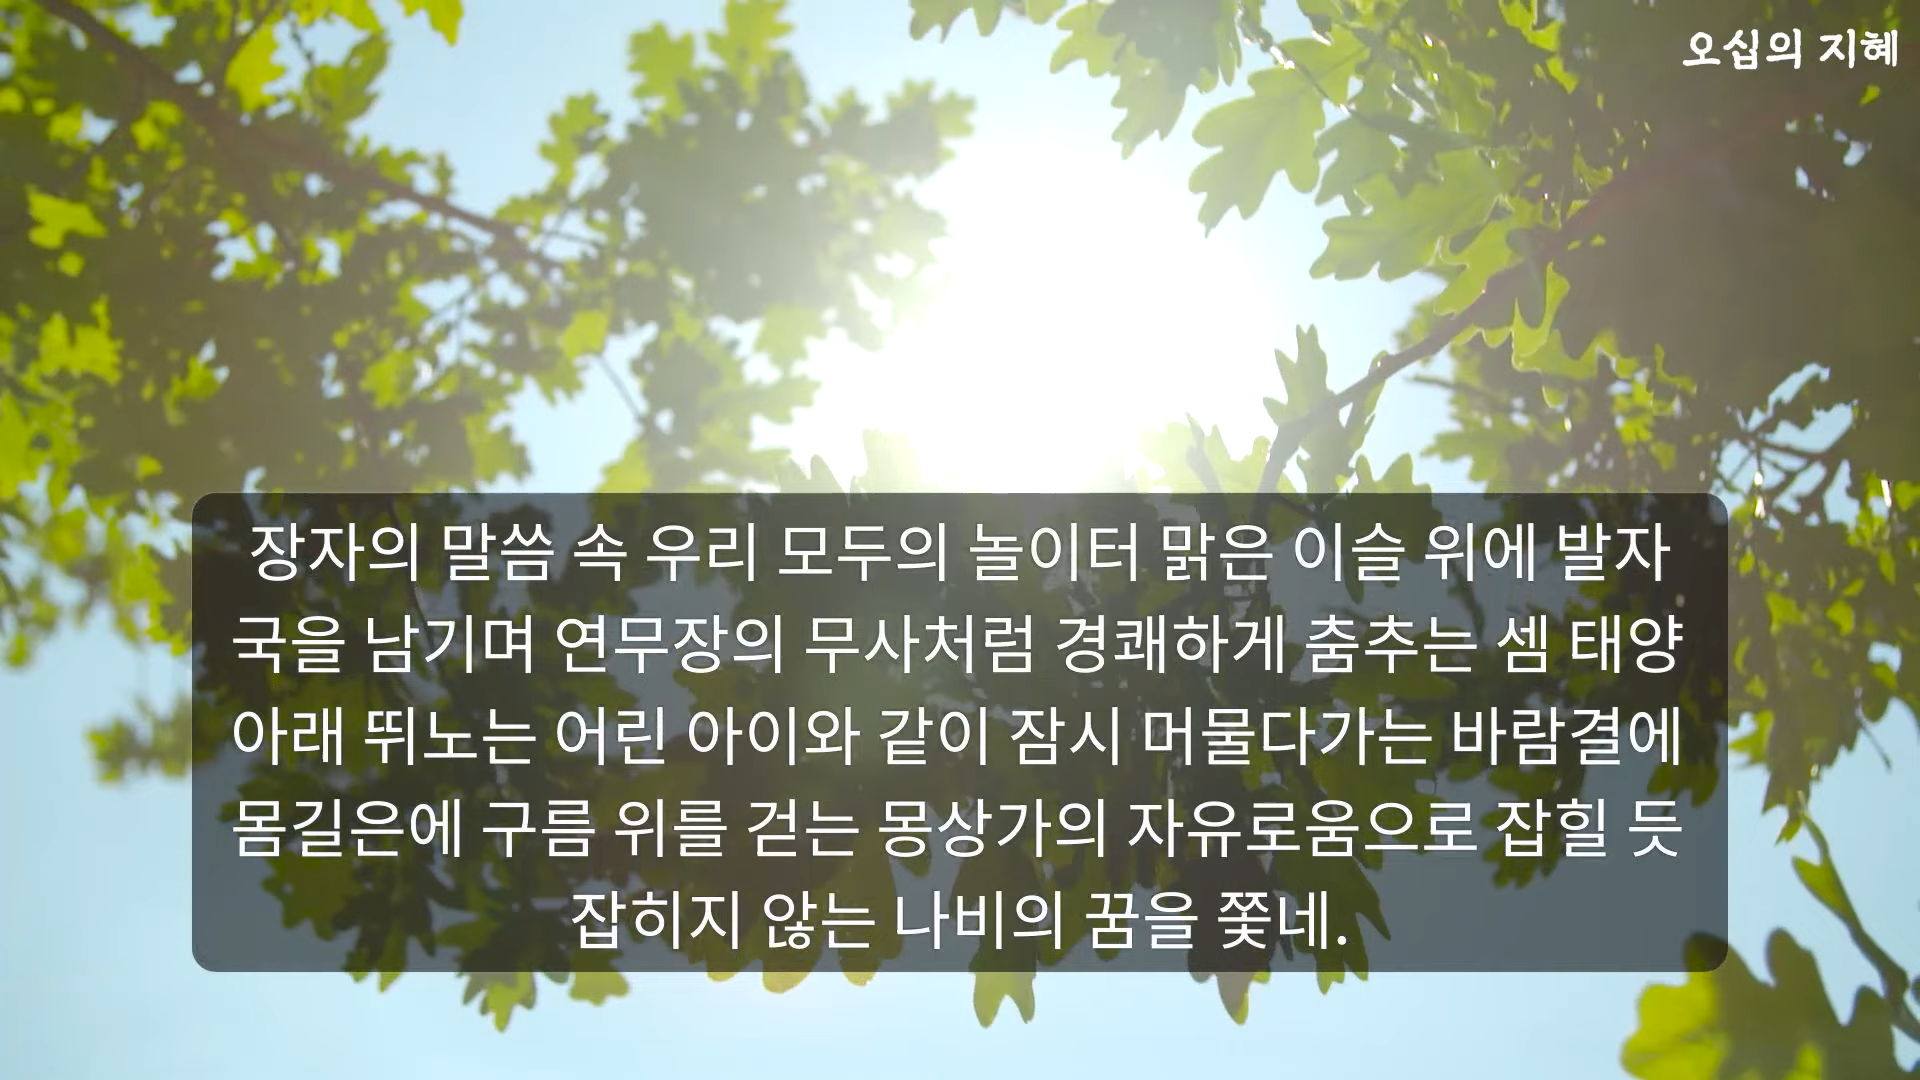 오십의 지혜
장자의 말씀 속 우리 모두의 놀이터 맑은 이슬 위에 발자
국을 남기며 연무장의 무사처럼 경쾌하게 춤추는 셈 태양
아래 뛰노는 어린 아이와 같이 잠시 머물다가는 바람결에
몸길은에 구름 위를 걷는 몽상가의 자유로움으로 잡힐 듯
잡히지 않는 나비의 꿈을 쫓네.